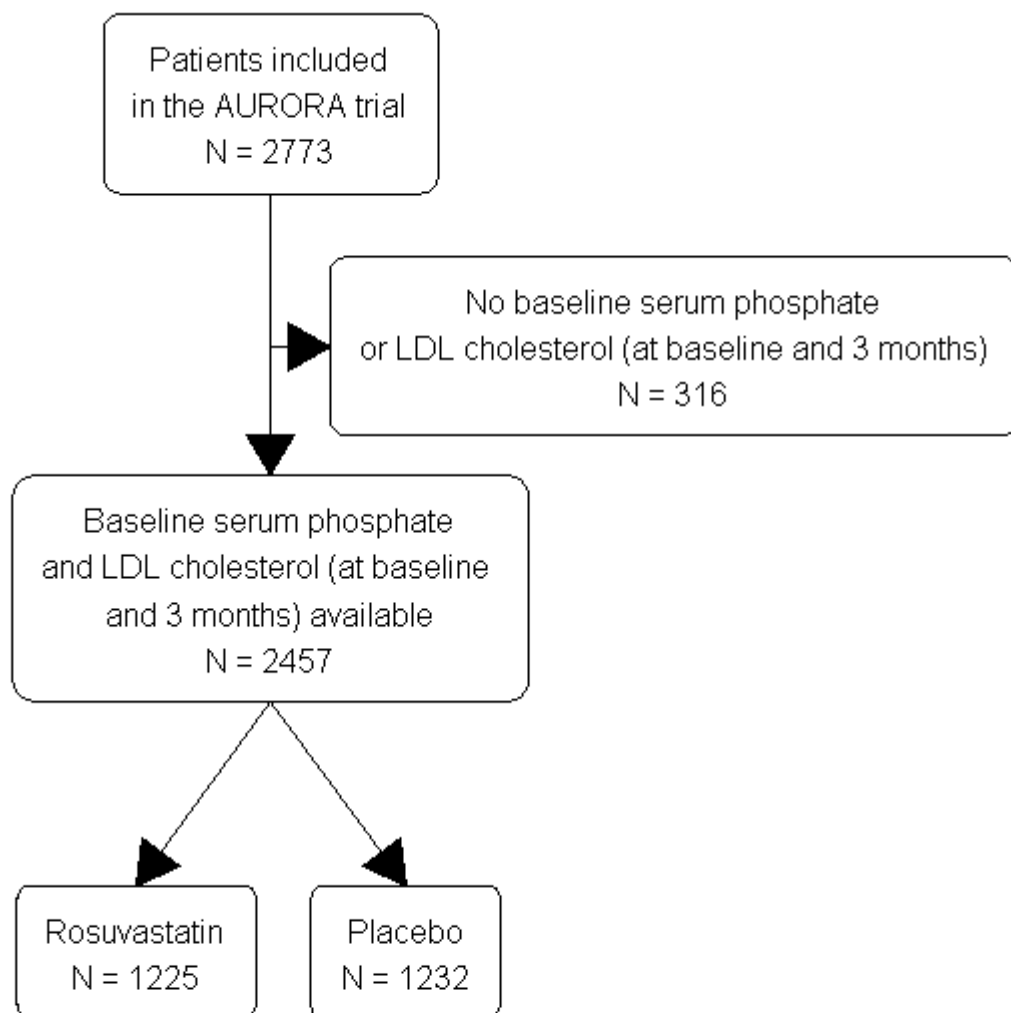 Patients included
in the AURORA trial
N = 2773
No baseline serum phosphate
or LDL cholesterol (at baseline and 3 months)
N = 316
Baseline serum phosphate
and LDL cholesterol (at baseline
and 3 months) available
N = 2457
Rosuvastatin
N = 1225
Placebo
N = 1232